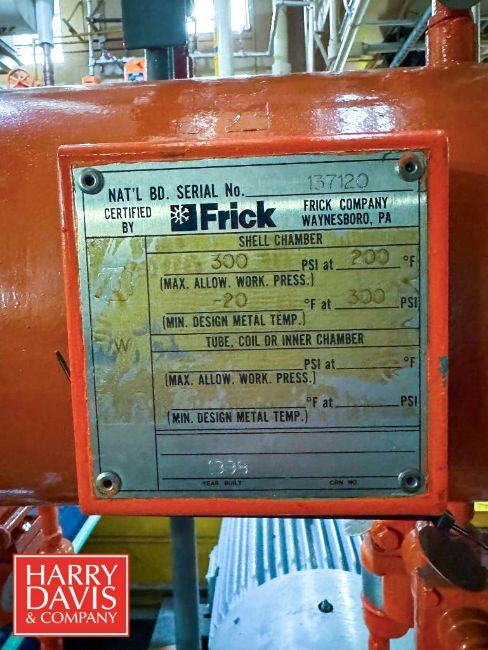 NAT'L BD. SERIAL No. 137120
CERTIFIED BY
Frick
FRICK COMPANY
WAYNESBORO, PA
SHELL CHAMBER
300 PSI at 200 °F
(MAX. ALLOW. WORK. PRESS.)
-20 °F at 300 PSI
(MIN. DESIGN METAL TEMP.)
W
TUBE, COIL OR INNER CHAMBER
PSI at °F
(MAX. ALLOW. WORK. PRESS.)
°F at PSI
(MIN. DESIGN METAL TEMP.)
1998
YEAR BUILT
CRN NO.
HARRY
DAVIS
& COMPANY